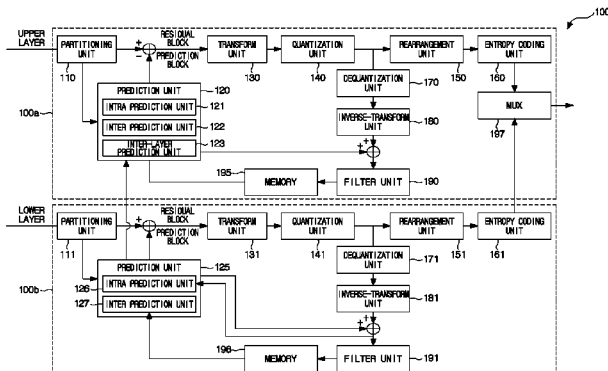 100
UPPER LAYER
PARTITIONING UNIT
110
+
−
RESIDUAL BLOCK
PREDICTION BLOCK
TRANSFORM UNIT
130
QUANTIZATION UNIT
140
REARRANGEMENT UNIT
150
ENTROPY CODING UNIT
160
DEQUANTIZATION UNIT
170
INVERSE-TRANSFORM UNIT
180
MUX
197
PREDICTION UNIT
120
INTRA PREDICTION UNIT
121
INTER PREDICTION UNIT
122
INTER-LAYER PREDICTION UNIT
123
100a
+
+
195
MEMORY
FILTER UNIT
190
LOWER LAYER
PARTITIONING UNIT
111
+
RESIDUAL BLOCK
PREDICTION BLOCK
TRANSFORM UNIT
131
QUANTIZATION UNIT
141
REARRANGEMENT UNIT
151
ENTROPY CODING UNIT
161
DEQUANTIZATION UNIT
171
INVERSE-TRANSFORM UNIT
181
PREDICTION UNIT
125
126
INTRA PREDICTION UNIT
127
INTER PREDICTION UNIT
100b
+
+
196
MEMORY
FILTER UNIT
191